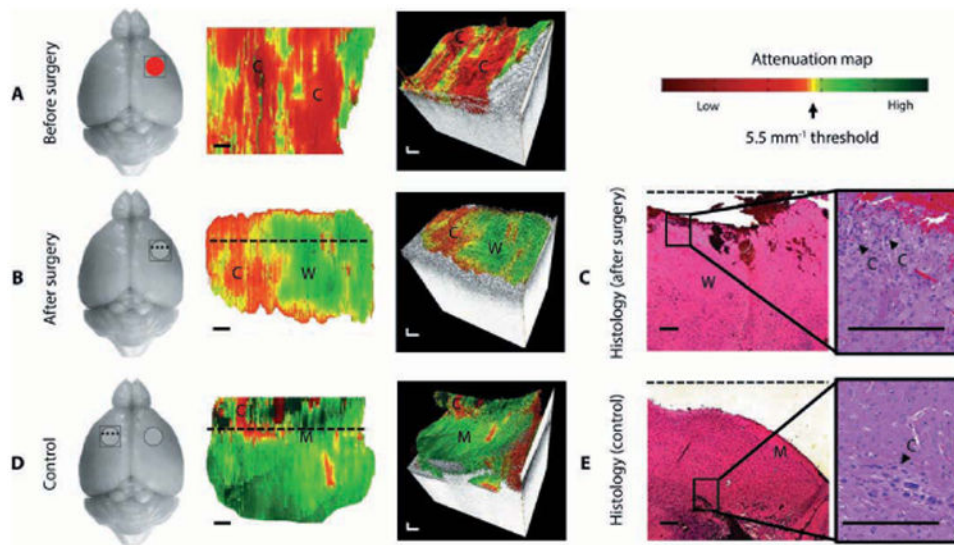 A
Before surgery
C
C
C
C
Attenuation map
Low
High
5.5 mm⁻¹ threshold
B
After surgery
C
W
C
W
C
Histology (after surgery)
W
C
C
D
Control
C
C
M
C
M
E
Histology (control)
M
C